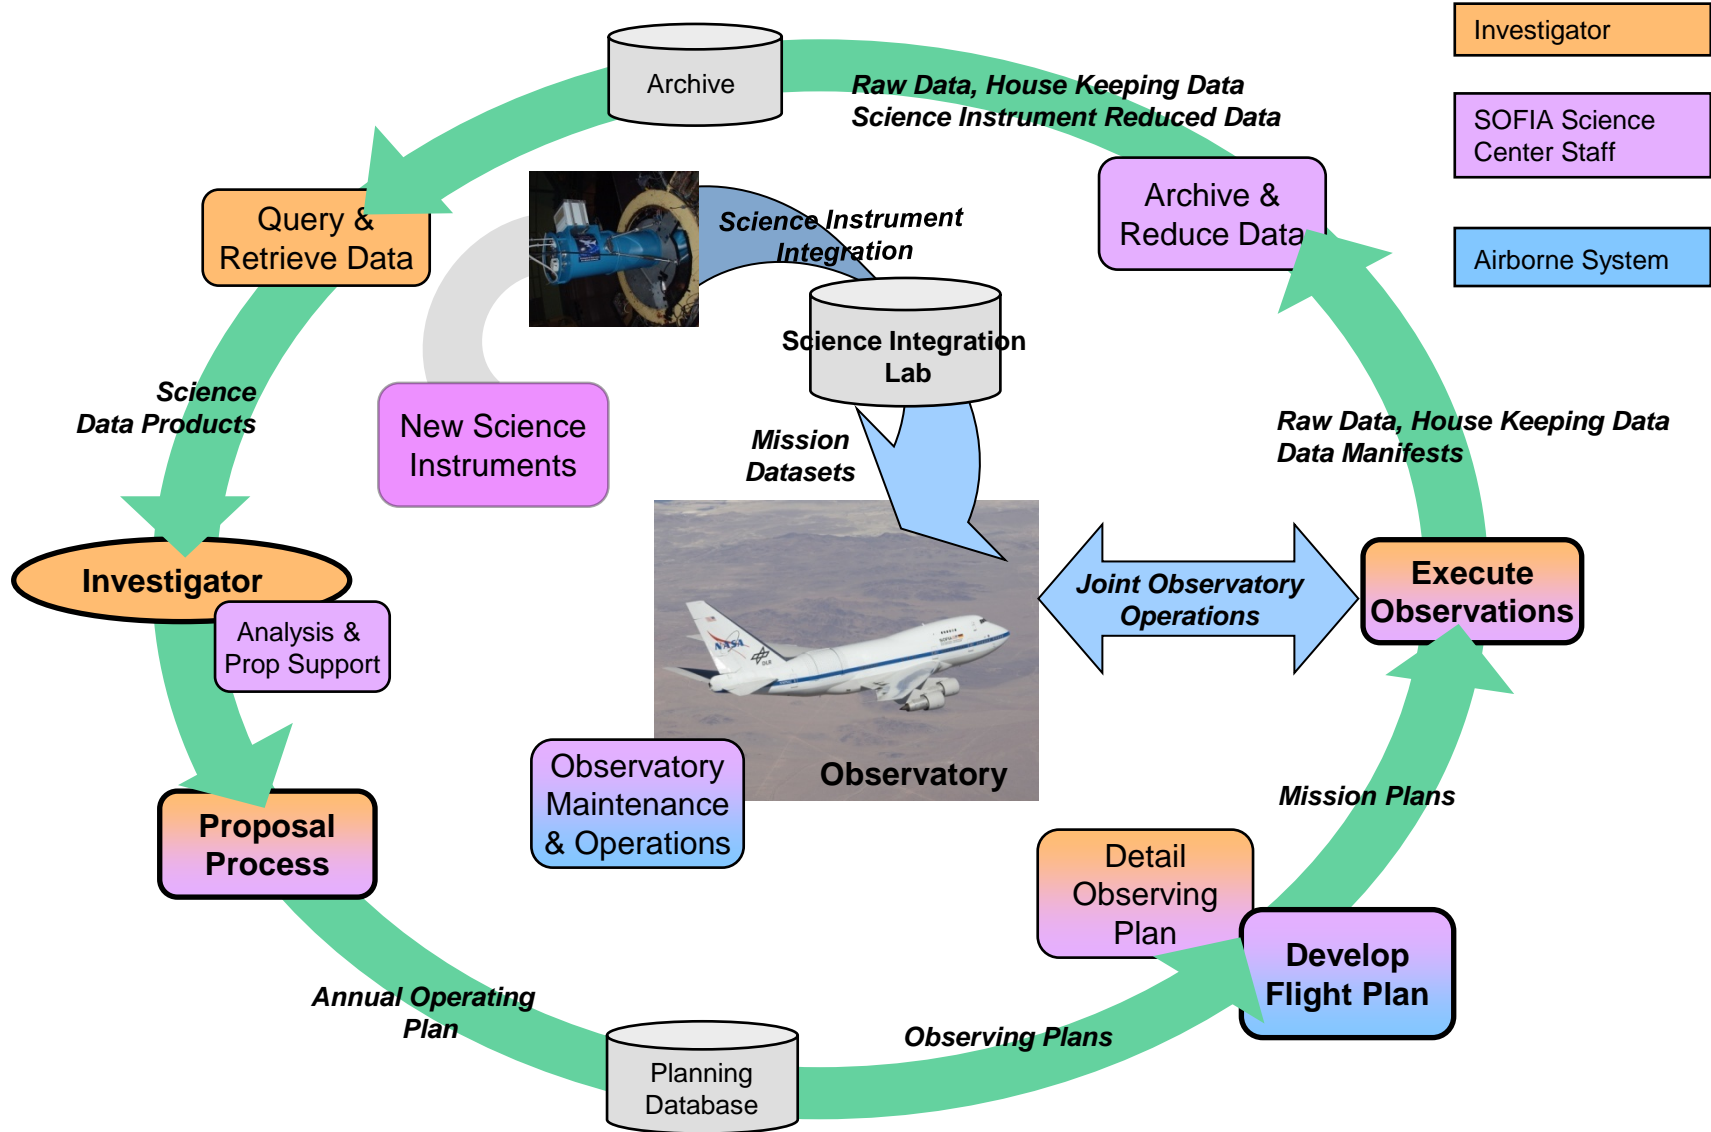 Investigator
SOFIA Science
Center Staff
Airborne System
Archive
Raw Data, House Keeping Data
Science Instrument Reduced Data
Archive &
Reduce Data
Query &
Retrieve Data
Science Instrument
Integration
Science Integration
Lab
Science
Data Products
New Science
Instruments
Mission
Datasets
Raw Data, House Keeping Data
Data Manifests
Investigator
Analysis &
Prop Support
Joint Observatory
Operations
Execute
Observations
NASA
DLR
SOFIA
Observatory
Observatory
Maintenance
& Operations
Proposal
Process
Mission Plans
Detail
Observing
Plan
Develop
Flight Plan
Annual Operating
Plan
Observing Plans
Planning
Database